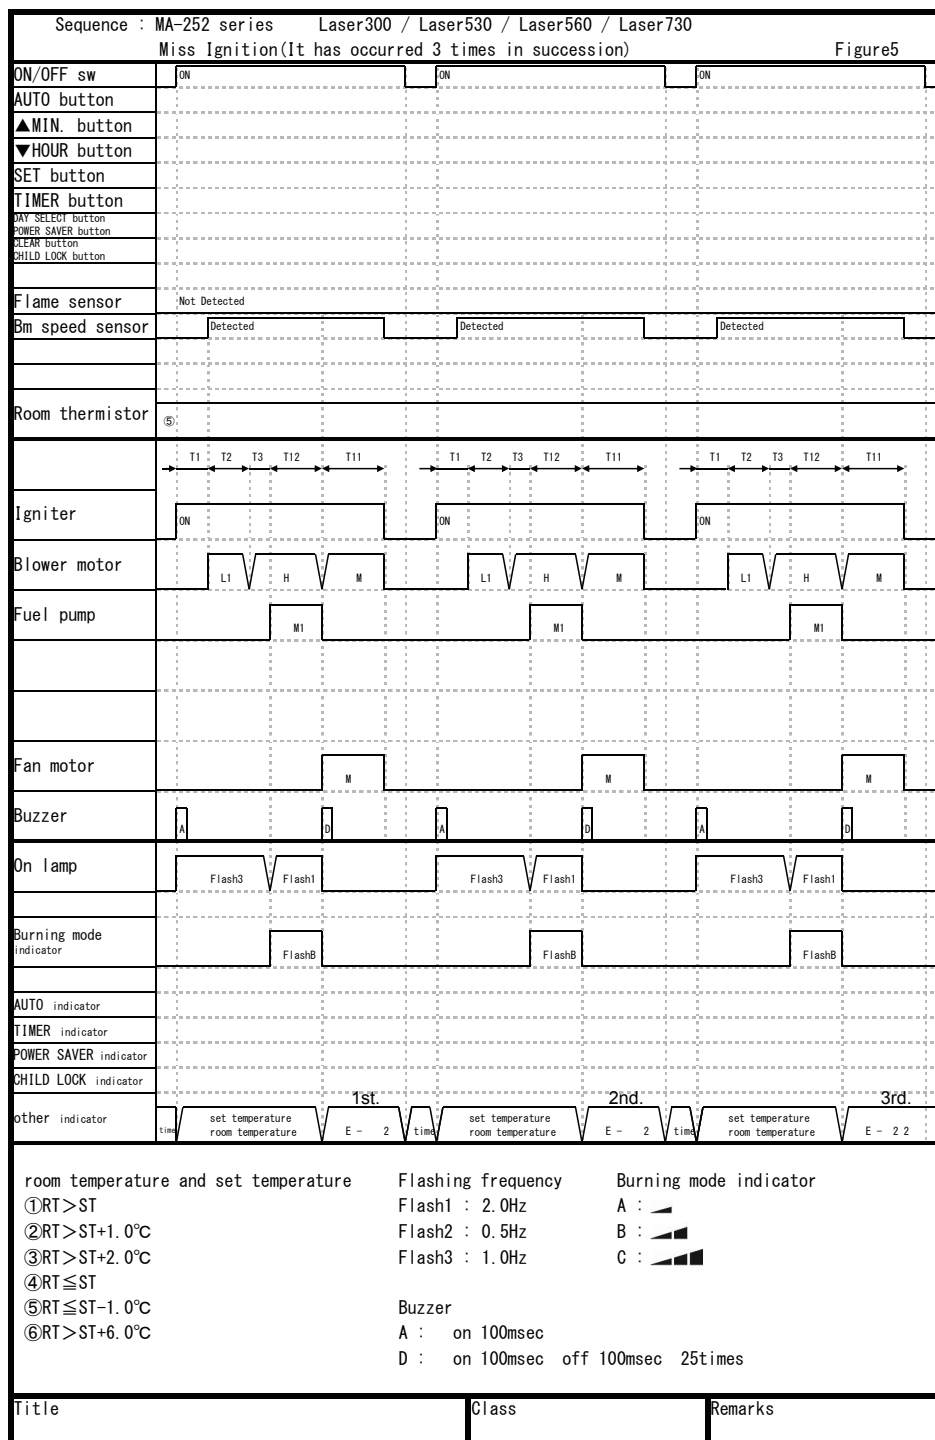 Sequence : MA-252 series Laser300 / Laser530 / Laser560 / Laser730
Miss Ignition(It has occurred 3 times in succession) Figure5
ON/OFF sw ON ON ON
AUTO button
▲MIN. button
▼HOUR button
SET button
TIMER button
DAY SELECT button
POWER SAVER button
CLEAR button
CHILD LOCK button
Flame sensor Not Detected
Bm speed sensor Detected Detected Detected
Room thermistor ⑤
T1 T2 T3 T12 T11 T1 T2 T3 T12 T11 T1 T2 T3 T12 T11
Igniter ON ON ON
Blower motor L1 H M L1 H M L1 H M
Fuel pump M1 M1 M1
Fan motor M M M
Buzzer A D A D A D
On lamp Flash3 Flash1 Flash3 Flash1 Flash3 Flash1
Burning mode
indicator FlashB FlashB FlashB
AUTO indicator
TIMER indicator
POWER SAVER indicator
CHILD LOCK indicator
1st. 2nd. 3rd.
other indicator set temperature set temperature set temperature
time room temperature E - 2 time room temperature E - 2 time room temperature E - 22
room temperature and set temperature Flashing frequency Burning mode indicator
①RT＞ST Flash1 : 2.0Hz A :
②RT＞ST+1.0℃ Flash2 : 0.5Hz B :
③RT＞ST+2.0℃ Flash3 : 1.0Hz C :
④RT≦ST
⑤RT≦ST-1.0℃ Buzzer
⑥RT＞ST+6.0℃ A : on 100msec
D : on 100msec off 100msec 25times
Title Class Remarks